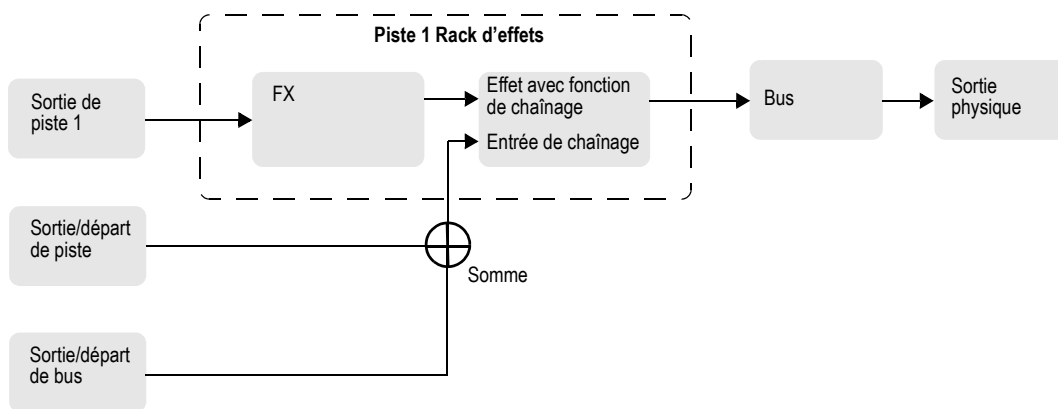 Piste 1 Rack d’effets
Sortie de
piste 1
FX
Effet avec fonction
de chaînage
Entrée de chaînage
Bus
Sortie
physique
Sortie/départ
de piste
Somme
Sortie/départ
de bus